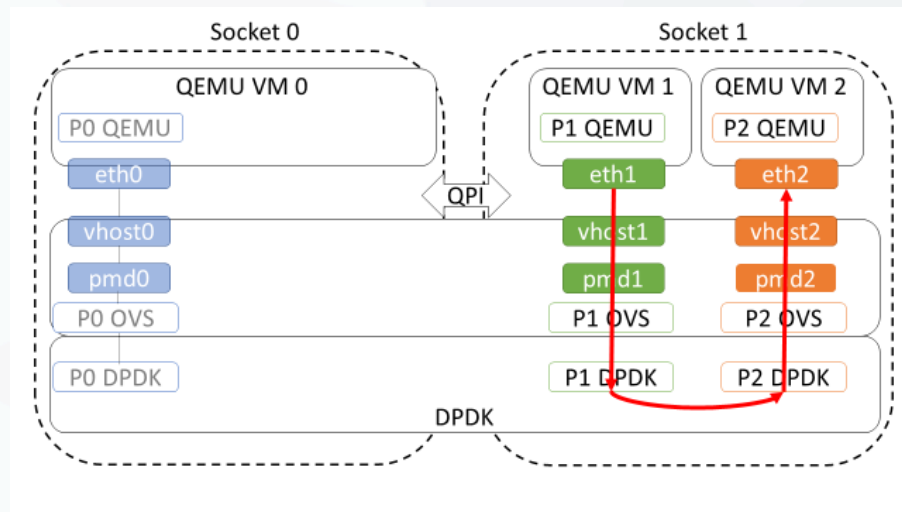 Socket 0
Socket 1
QEMU VM 0
QEMU VM 1
QEMU VM 2
P0 QEMU
P1 QEMU
P2 QEMU
eth0
eth1
eth2
QPI
vhost0
vhost1
vhost2
pmd0
pmd1
pmd2
P0 OVS
P1 OVS
P2 OVS
P0 DPDK
P1 DPDK
P2 DPDK
DPDK